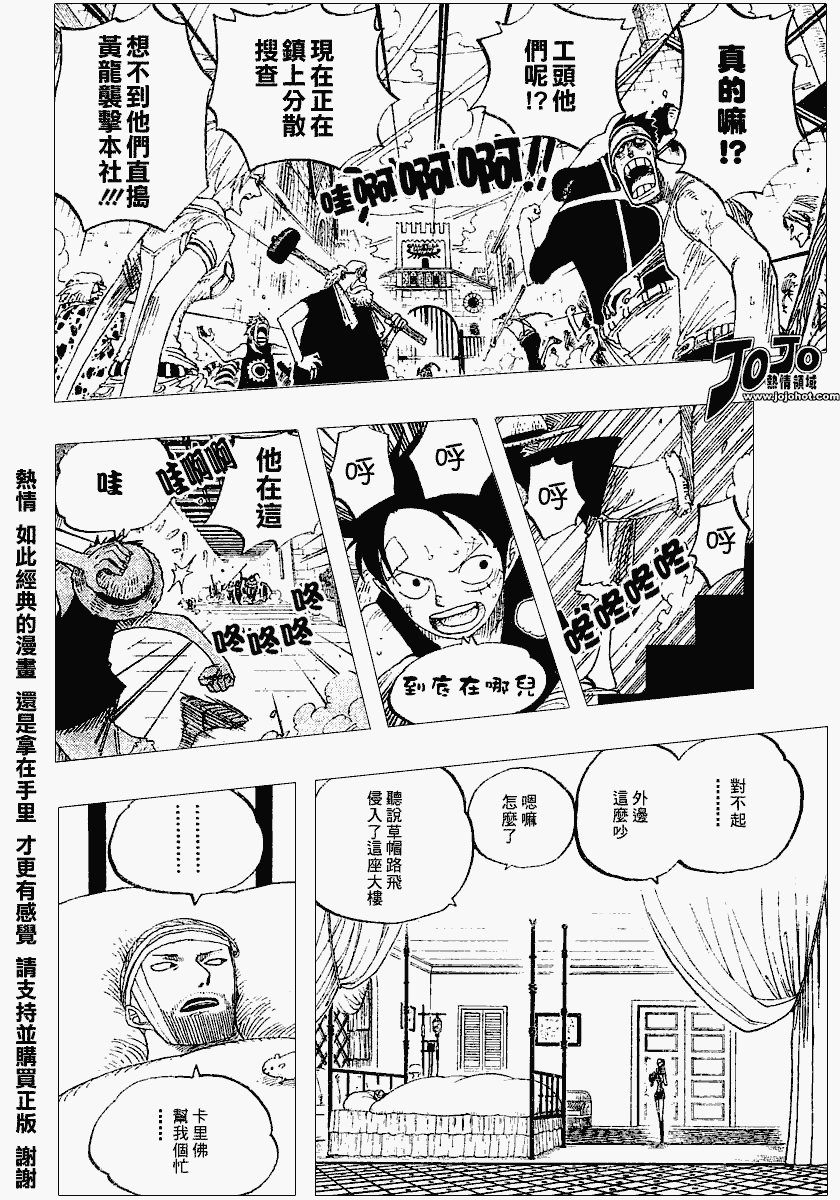 真的嘛!?
工頭他
們呢!?
現在正在
鎮上分散
搜查
想不到他們直搗
黃龍襲擊本社!!!
哇啊啊啊!!
JOJO
熱情領域
www.jojohot.com
呼
呼
咚咚咚咚
呼
呼
到底在哪兒
他在這
哇啊啊
哇
咚
咚咚咚
對不起
………
外邊
這麼吵
嗯嘛
怎麼了
聽說草帽路飛
侵入了這座大樓
………
………
卡里佛
幫我個忙
……
熱情 如此經典的漫畫 還是拿在手里 才更有感覺 請支持並購買正版 謝謝